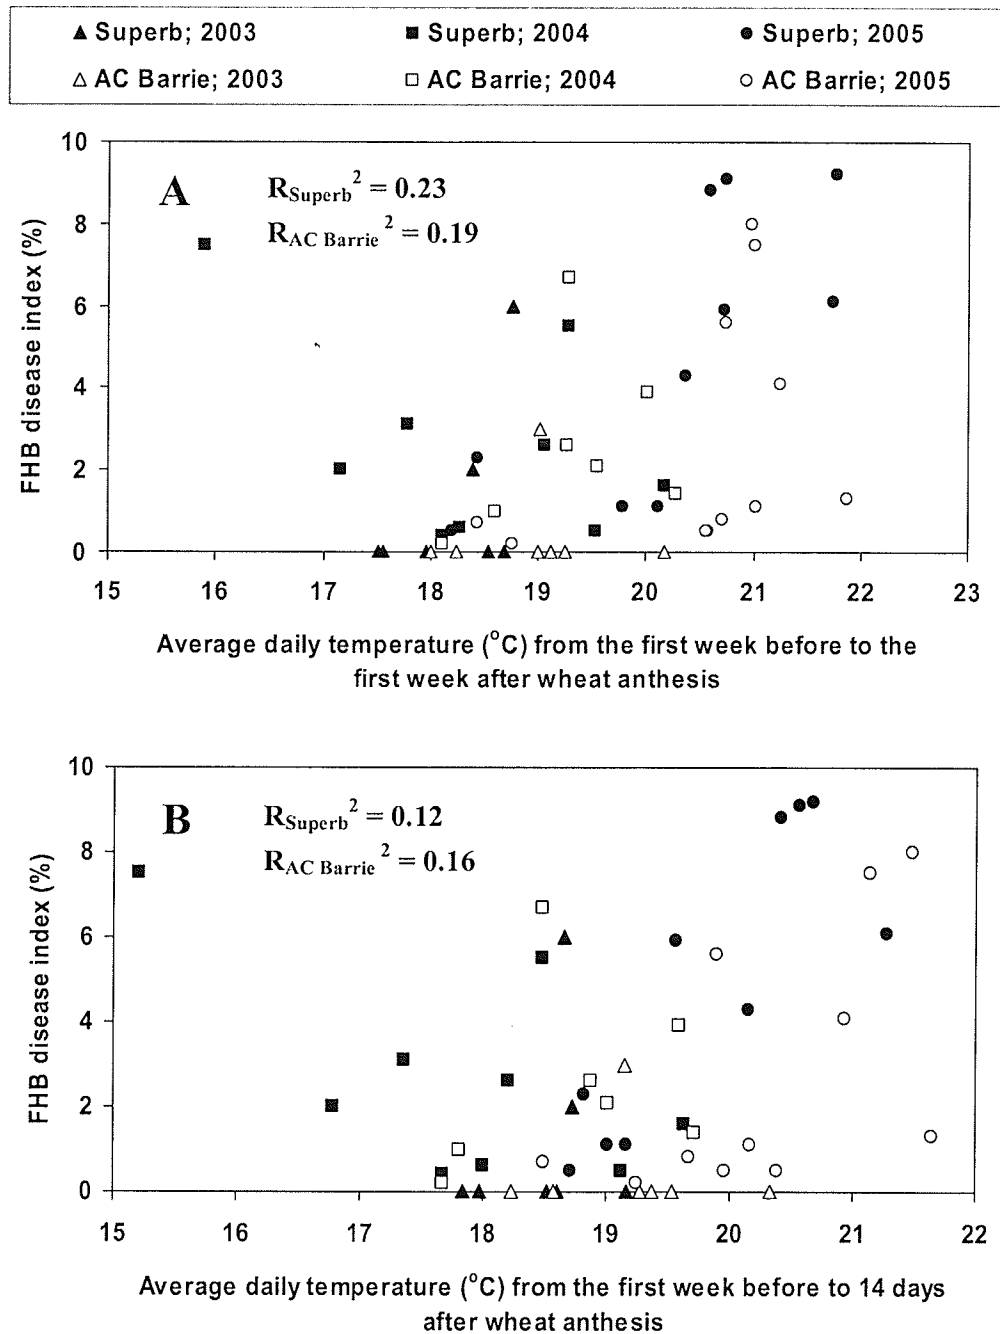 ▲ Superb; 2003 ■ Superb; 2004 ● Superb; 2005
△ AC Barrie; 2003 □ AC Barrie; 2004 ○ AC Barrie; 2005
A
R_Superb² = 0.23
R_AC Barrie² = 0.19
FHB disease index (%)
10
8
6
4
2
0
15 16 17 18 19 20 21 22 23
Average daily temperature (°C) from the first week before to the
first week after wheat anthesis
B
R_Superb² = 0.12
R_AC Barrie² = 0.16
FHB disease index (%)
10
8
6
4
2
0
15 16 17 18 19 20 21 22
Average daily temperature (°C) from the first week before to 14 days
after wheat anthesis